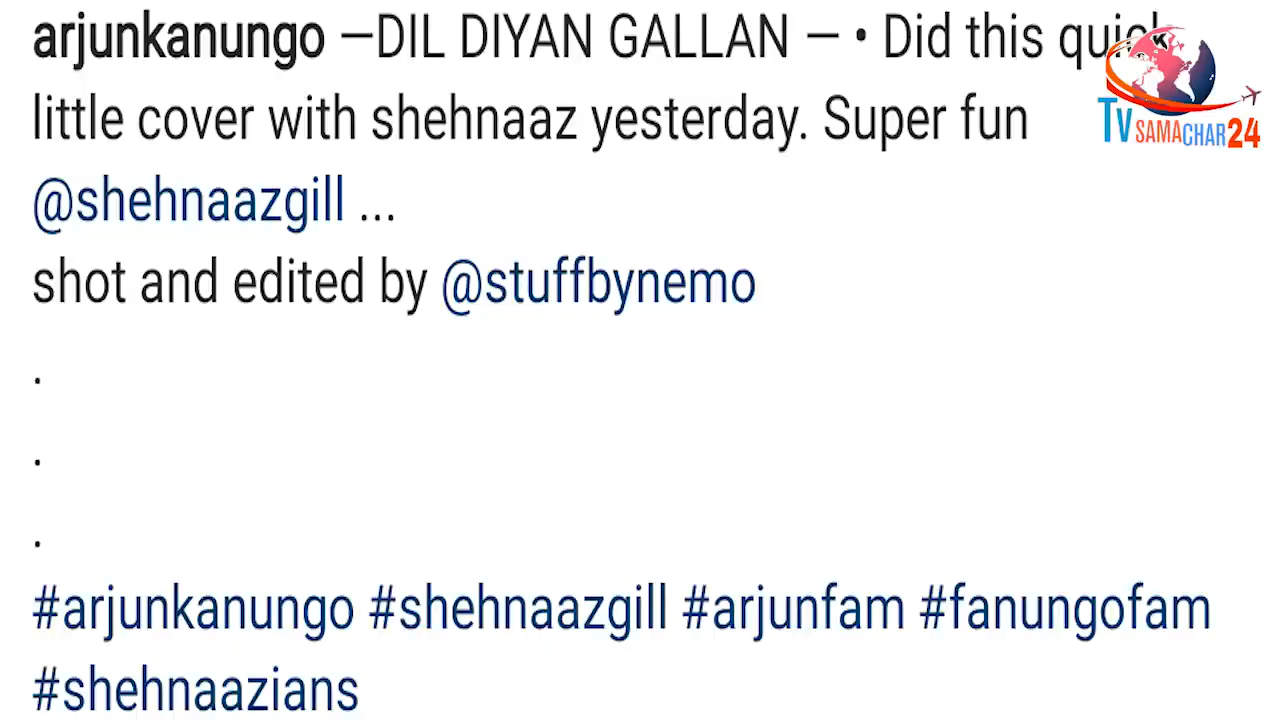 arjunkanungo —DIL DIYAN GALLAN — • Did this quick
little cover with shehnaaz yesterday. Super fun
@shehnaazgill ...
shot and edited by @stuffbynemo
.
.
.
#arjunkanungo #shehnaazgill #arjunfam #fanungofam
#shehnaazians
TV SAMACHAR24